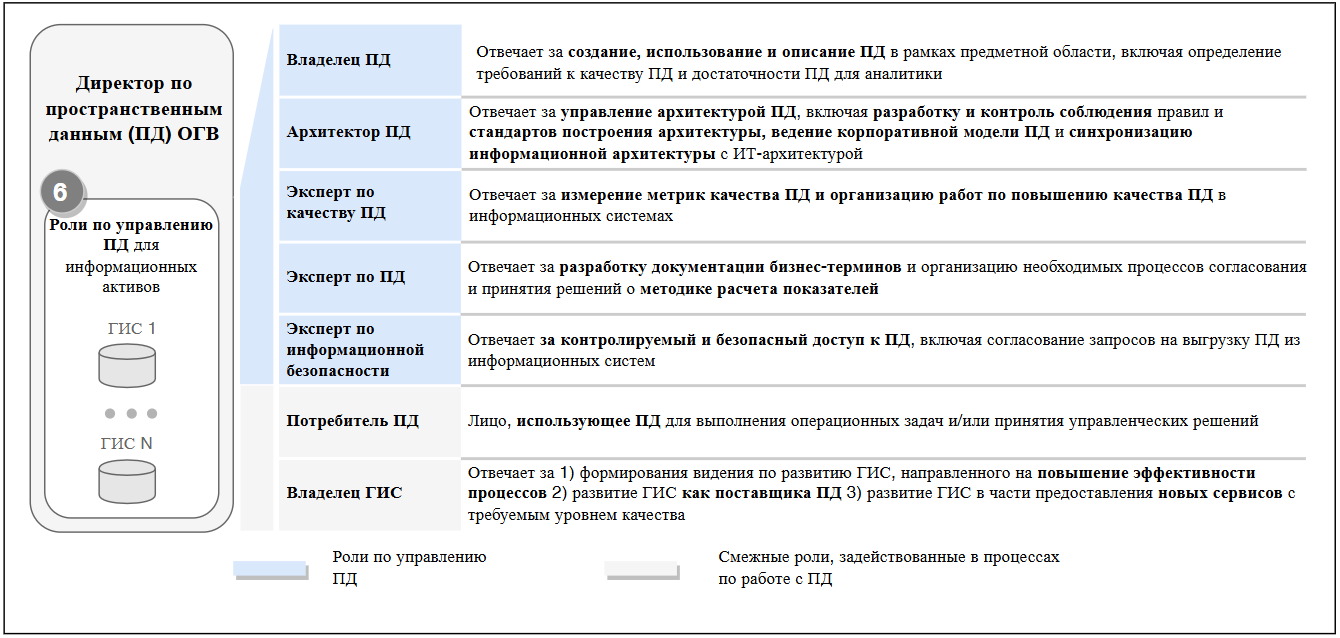 Директор по
пространственным
данным (ПД) ОГВ
6
Роли по управлению
ПД для
информационных
активов
ГИС 1
ГИС N
Владелец ПД
Отвечает за создание, использование и описание ПД в рамках предметной области, включая определение
требований к качеству ПД и достаточности ПД для аналитики
Архитектор ПД
Отвечает за управление архитектурой ПД, включая разработку и контроль соблюдения правил и
стандартов построения архитектуры, ведение корпоративной модели ПД и синхронизацию
информационной архитектуры с ИТ-архитектурой
Эксперт по
качеству ПД
Отвечает за измерение метрик качества ПД и организацию работ по повышению качества ПД в
информационных системах
Эксперт по ПД
Отвечает за разработку документации бизнес-терминов и организацию необходимых процессов согласования
и принятия решений о методике расчета показателей
Эксперт по
информационной
безопасности
Отвечает за контролируемый и безопасный доступ к ПД, включая согласование запросов на выгрузку ПД из
информационных систем
Потребитель ПД
Лицо, использующее ПД для выполнения операционных задач и/или принятия управленческих решений
Владелец ГИС
Отвечает за 1) формирования видения по развитию ГИС, направленного на повышение эффективности
процессов 2) развитие ГИС как поставщика ПД 3) развитие ГИС в части предоставления новых сервисов с
требуемым уровнем качества
Роли по управлению
ПД
Смежные роли, задействованные в процессах
по работе с ПД